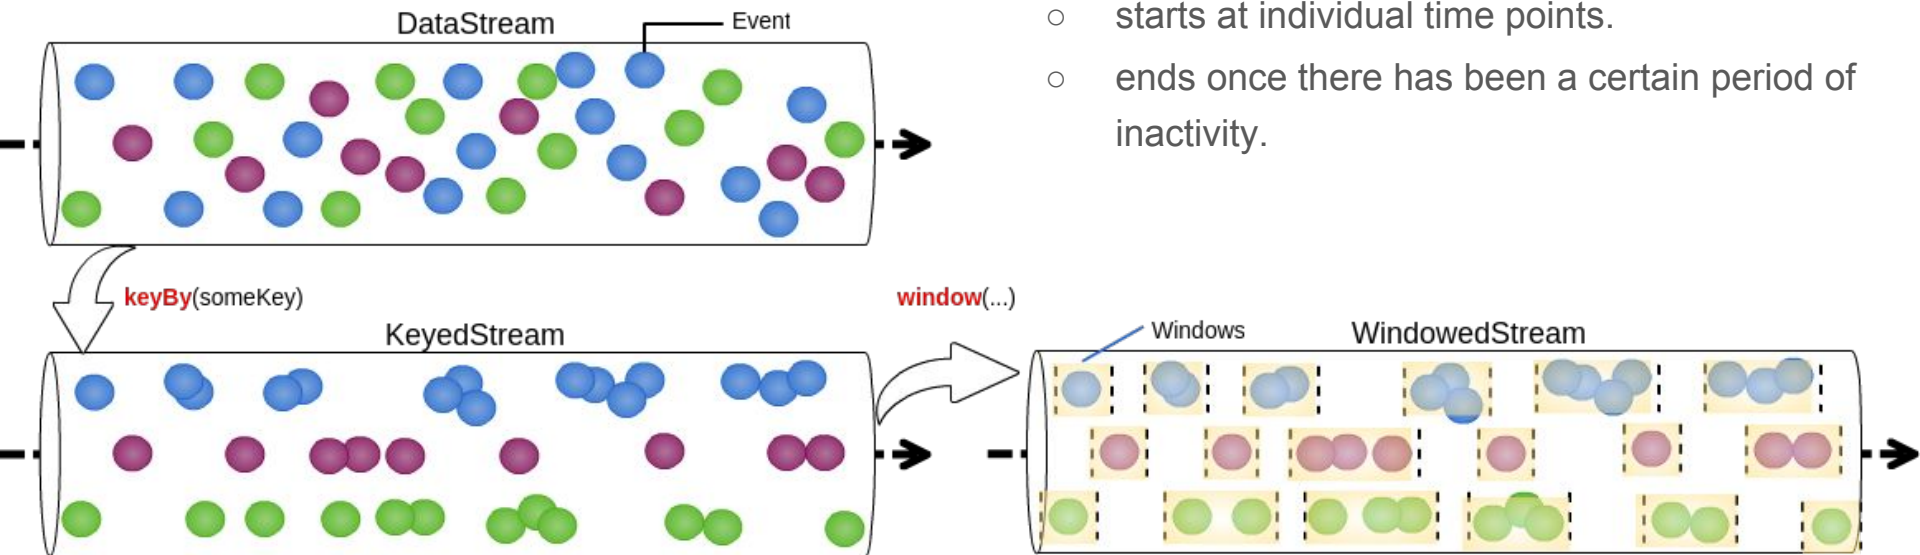 DataStream
Event
○ starts at individual time points.
○ ends once there has been a certain period of
inactivity.
keyBy(someKey)
window(...)
KeyedStream
Windows
WindowedStream